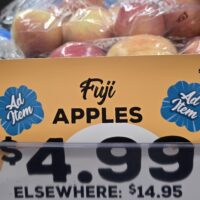 Fuji
APPLES
Ad
Item
Ad
Item
$4.99
ELSEWHERE: $14.95